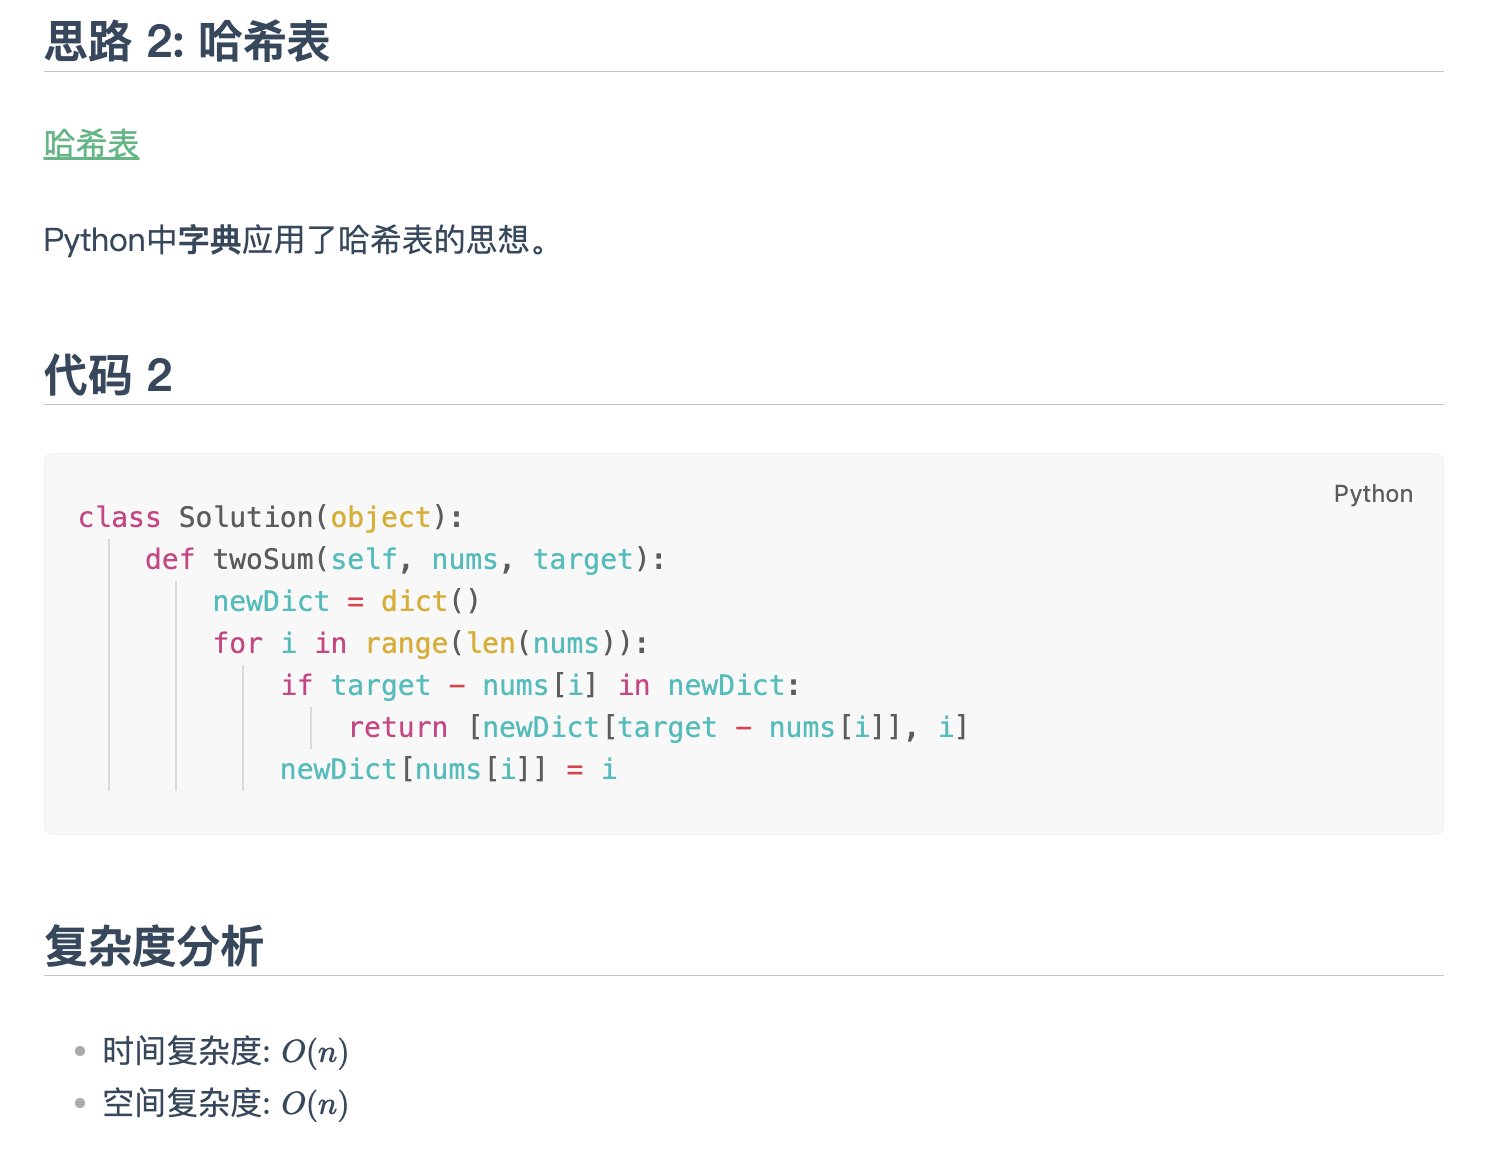 思路 2: 哈希表
哈希表
Python中字典应用了哈希表的思想。
代码 2
Python
class Solution(object):
    def twoSum(self, nums, target):
        newDict = dict()
        for i in range(len(nums)):
            if target - nums[i] in newDict:
                return [newDict[target - nums[i]], i]
            newDict[nums[i]] = i
复杂度分析
• 时间复杂度: O(n)
• 空间复杂度: O(n)